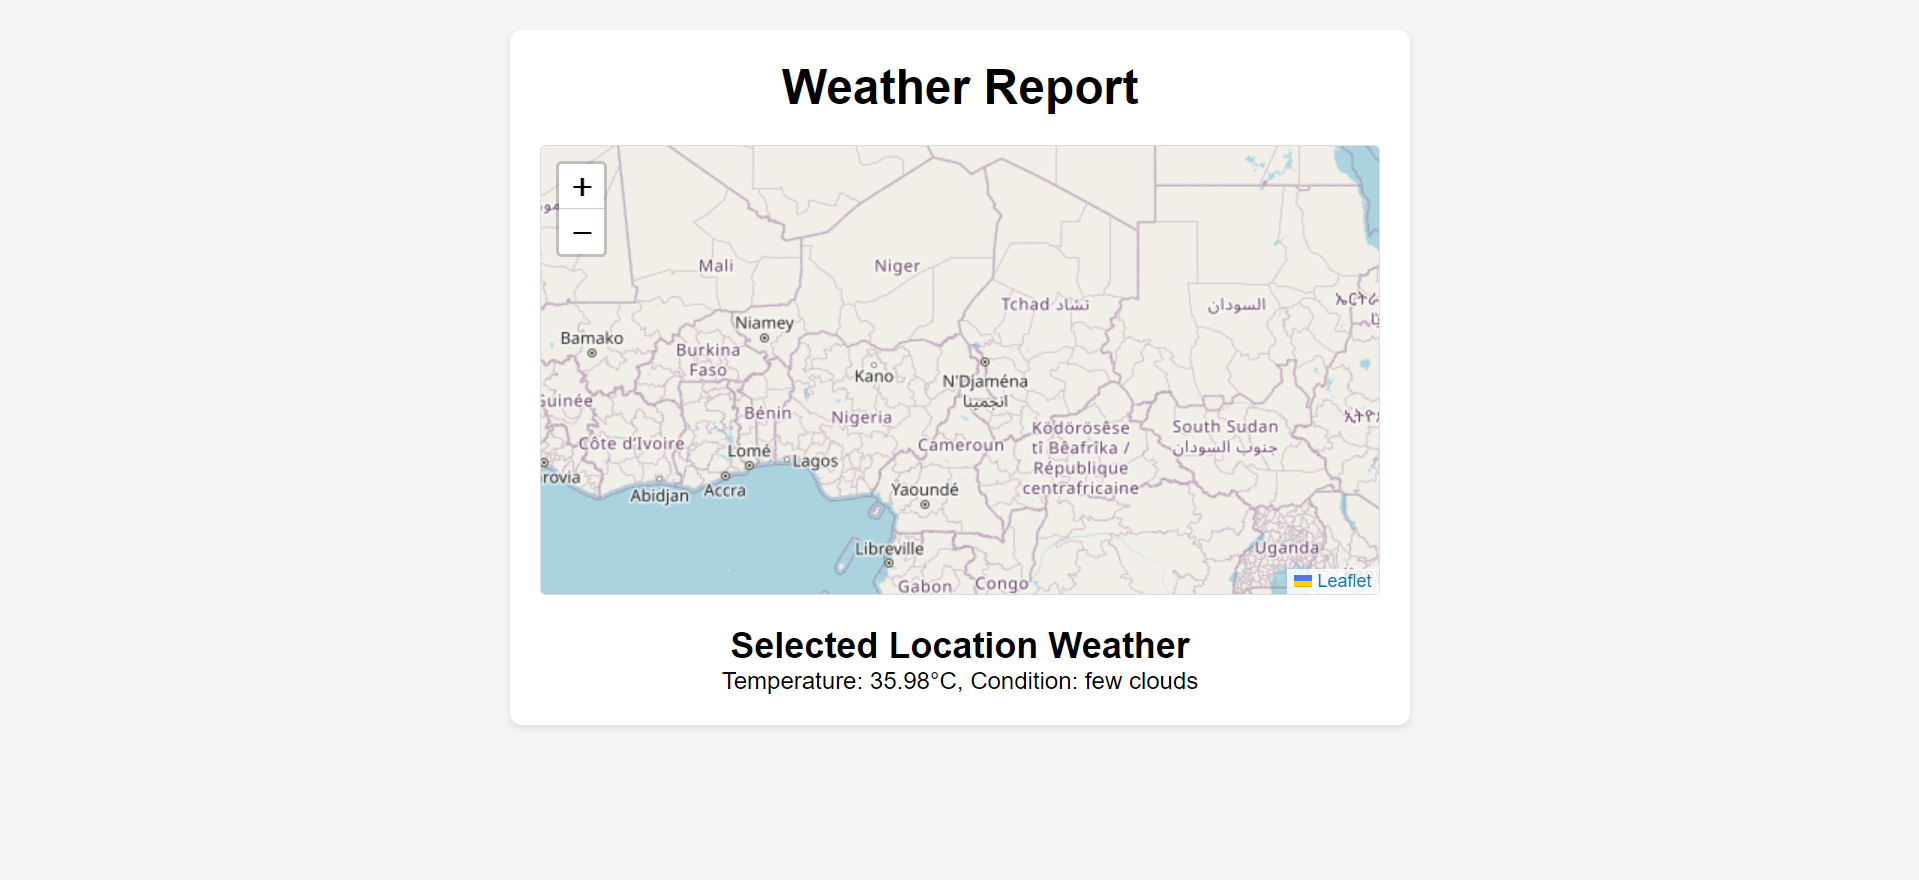 Weather Report
+
−
Mali
Niger
Tchad تشاد
السودان
Bamako
Niamey
Burkina
Faso
Kano
N'Djaména
انجمينا
Guinée
Bénin
Nigeria
Côte d'Ivoire
Lomé
Lagos
Cameroun
Ködörösêse
tî Bêafrîka /
République
centrafricaine
South Sudan
جنوب السودان
rovia
Abidjan
Accra
Yaoundé
Libreville
Uganda
Gabon
Congo
Leaflet
Selected Location Weather
Temperature: 35.98°C, Condition: few clouds